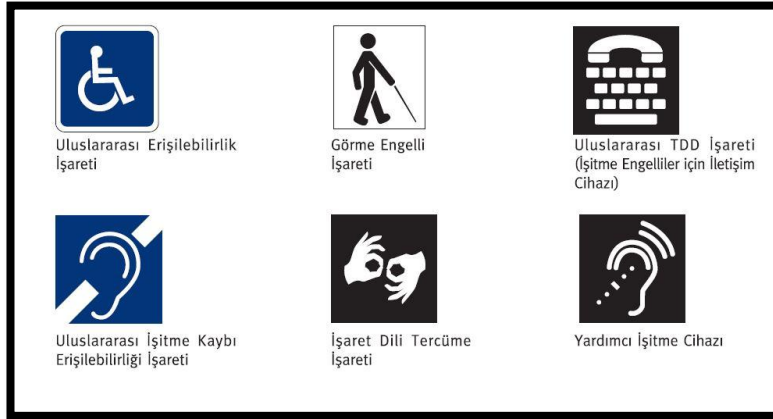 Uluslararası Erişilebilirlik
İşareti
Görme Engelli
İşareti
Uluslararası TDD İşareti
(İşitme Engelliler için İletişim
Cihazı)
Uluslararası İşitme Kaybı
Erişilebilirliği İşareti
İşaret Dili Tercüme
İşareti
Yardımcı İşitme Cihazı